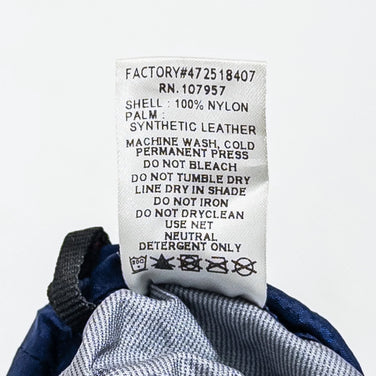 FACTORY#472518407
RN.107957
SHELL : 100% NYLON
PALM :
SYNTHETIC LEATHER
MACHINE WASH, COLD
PERMANENT PRESS
DO NOT BLEACH
DO NOT TUMBLE DRY
LINE DRY IN SHADE
DO NOT IRON
DO NOT DRYCLEAN
USE NET
NEUTRAL
DETERGENT ONLY